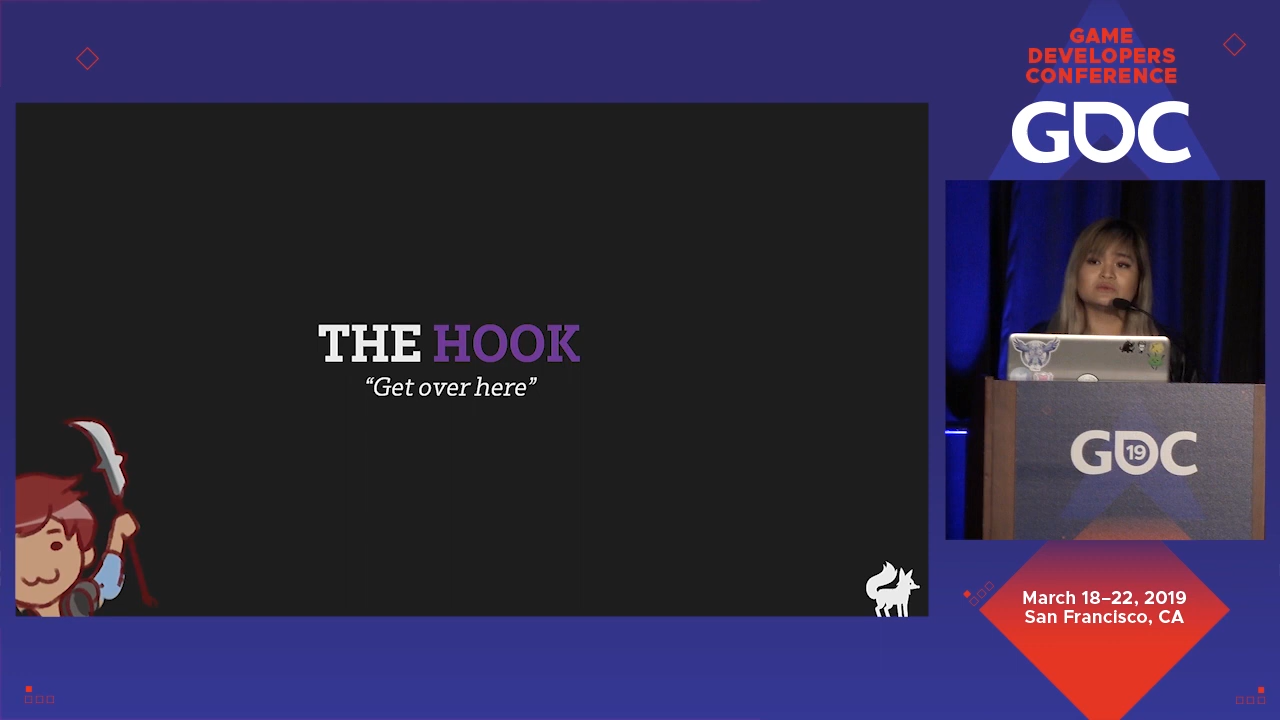 GAME
DEVELOPERS
CONFERENCE
GDC
THE HOOK
“Get over here”
GDC
19
March 18–22, 2019
San Francisco, CA